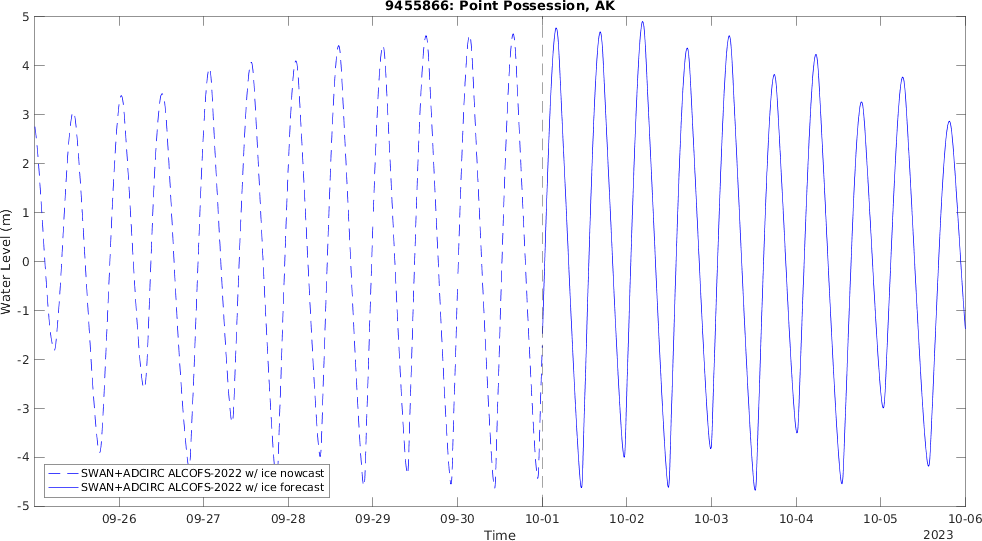 9455866: Point Possession, AK
Water Level (m)
5
4
3
2
1
0
-1
-2
-3
-4
-5
SWAN+ADCIRC ALCOFS-2022 w/ ice nowcast
SWAN+ADCIRC ALCOFS-2022 w/ ice forecast
09-26 09-27 09-28 09-29 09-30 10-01 10-02 10-03 10-04 10-05 10-06
Time
2023